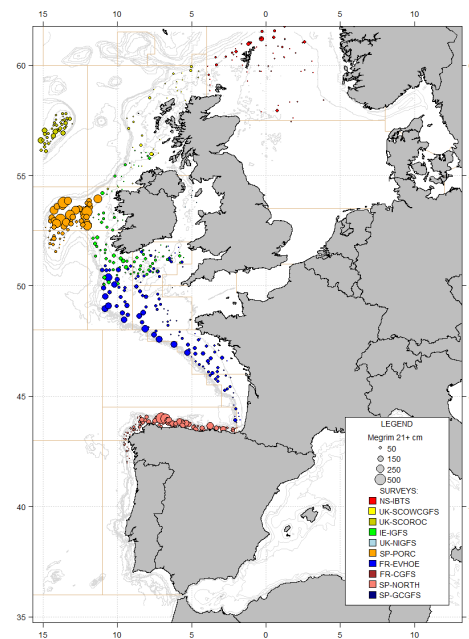 15 10 5 0 5 10
60
55
50
45
40
35
LEGEND
Megrim 21+ cm
50
150
250
500
SURVEYS:
NS-IBTS
UK-SCOWCGFS
UK-SCOROC
IE-IGFS
UK-NIGFS
SP-PORC
FR-EVHOE
FR-CGFS
SP-NORTH
SP-GCGFS
15 10 5 0 5 10